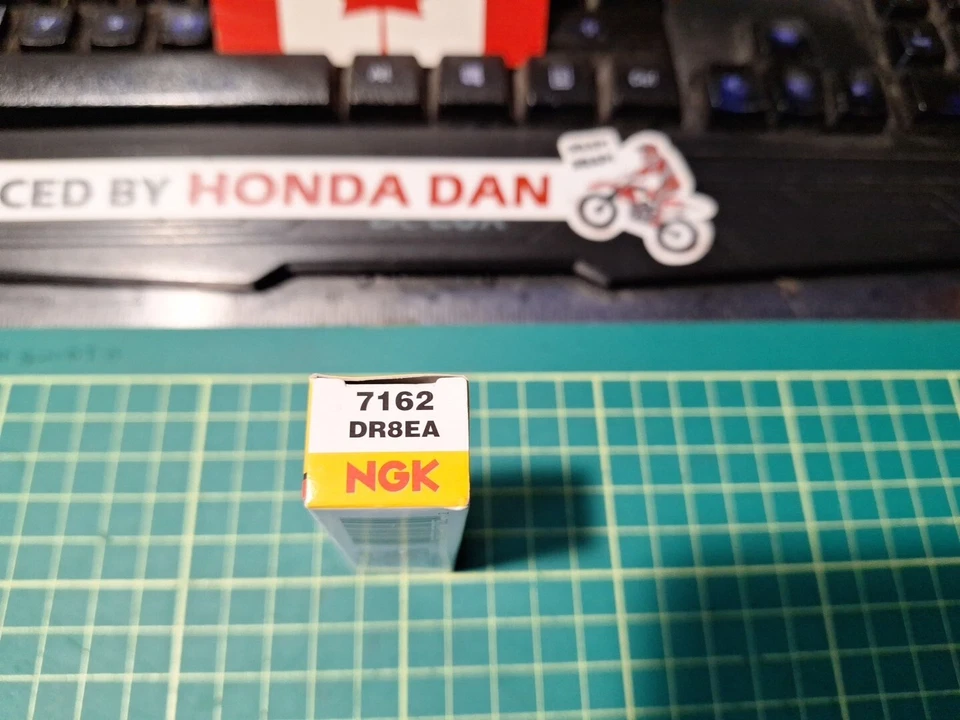 CED BY HONDA DAN
7162
DR8EA
NGK